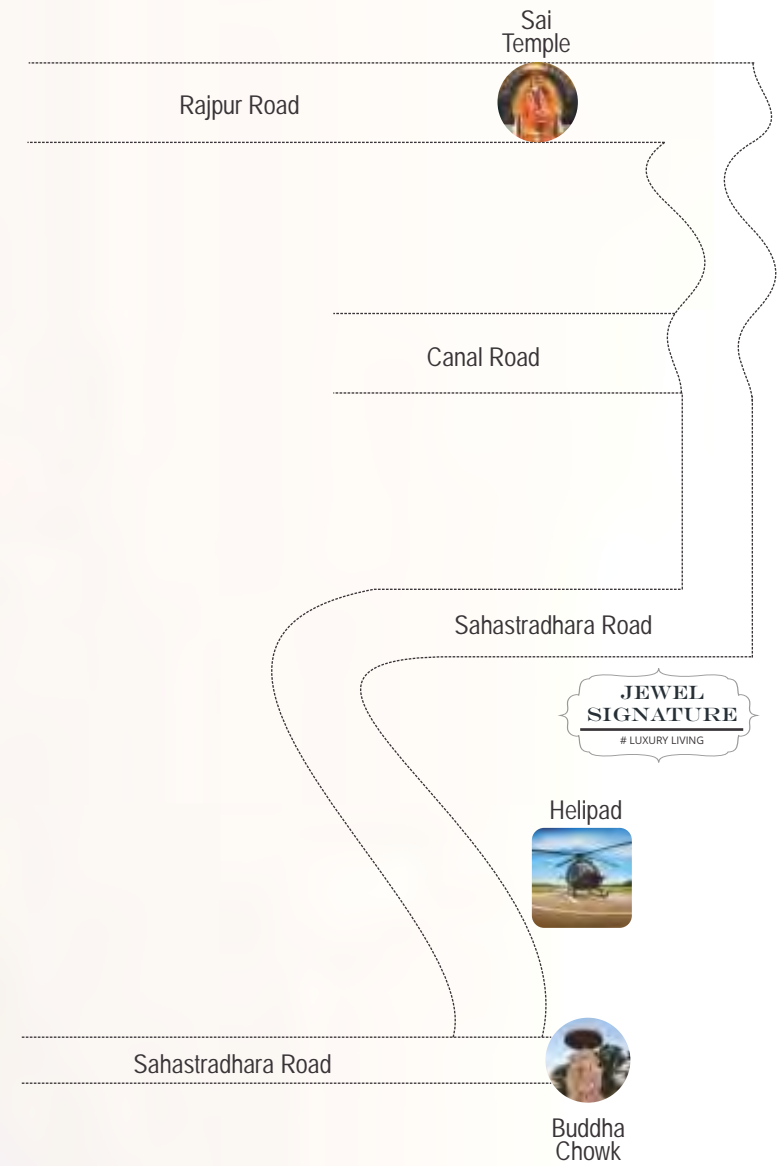 Sai
Temple
Rajpur Road
Canal Road
Sahastradhara Road
JEWEL
SIGNATURE
# LUXURY LIVING
Helipad
Sahastradhara Road
Buddha
Chowk